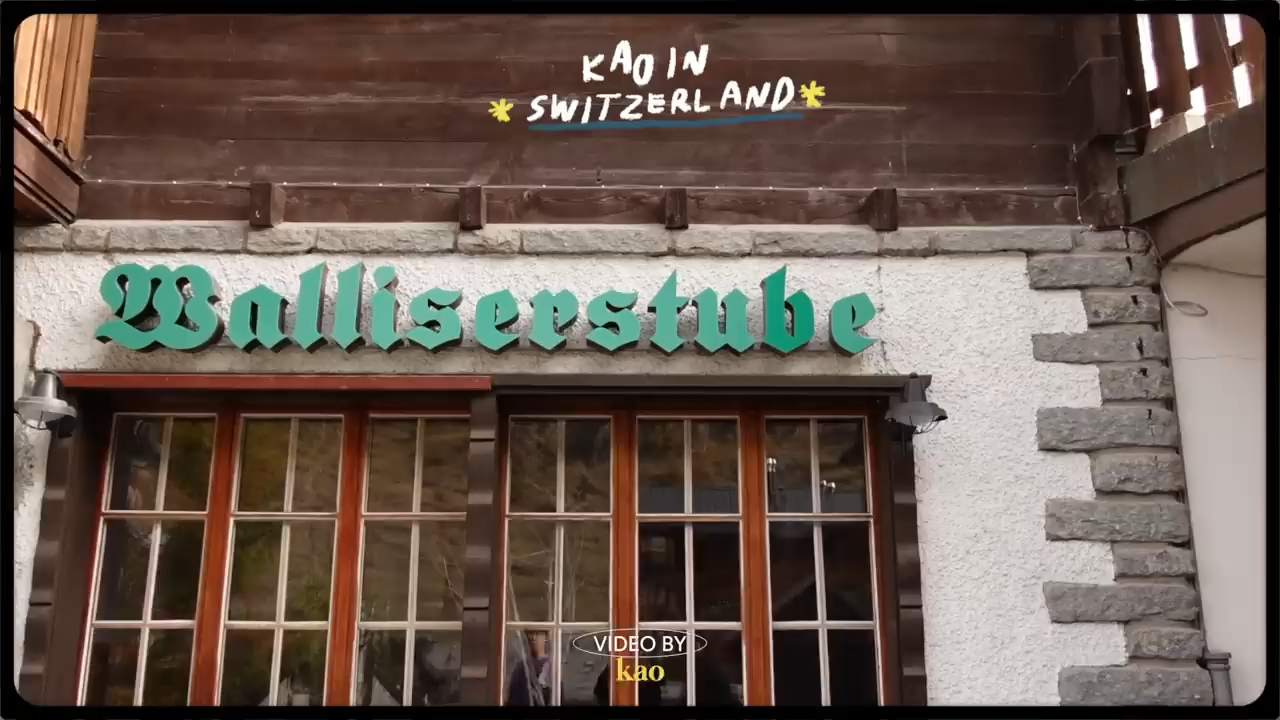 KAO IN
SWITZERLAND
Walliserstube
VIDEO BY
kao